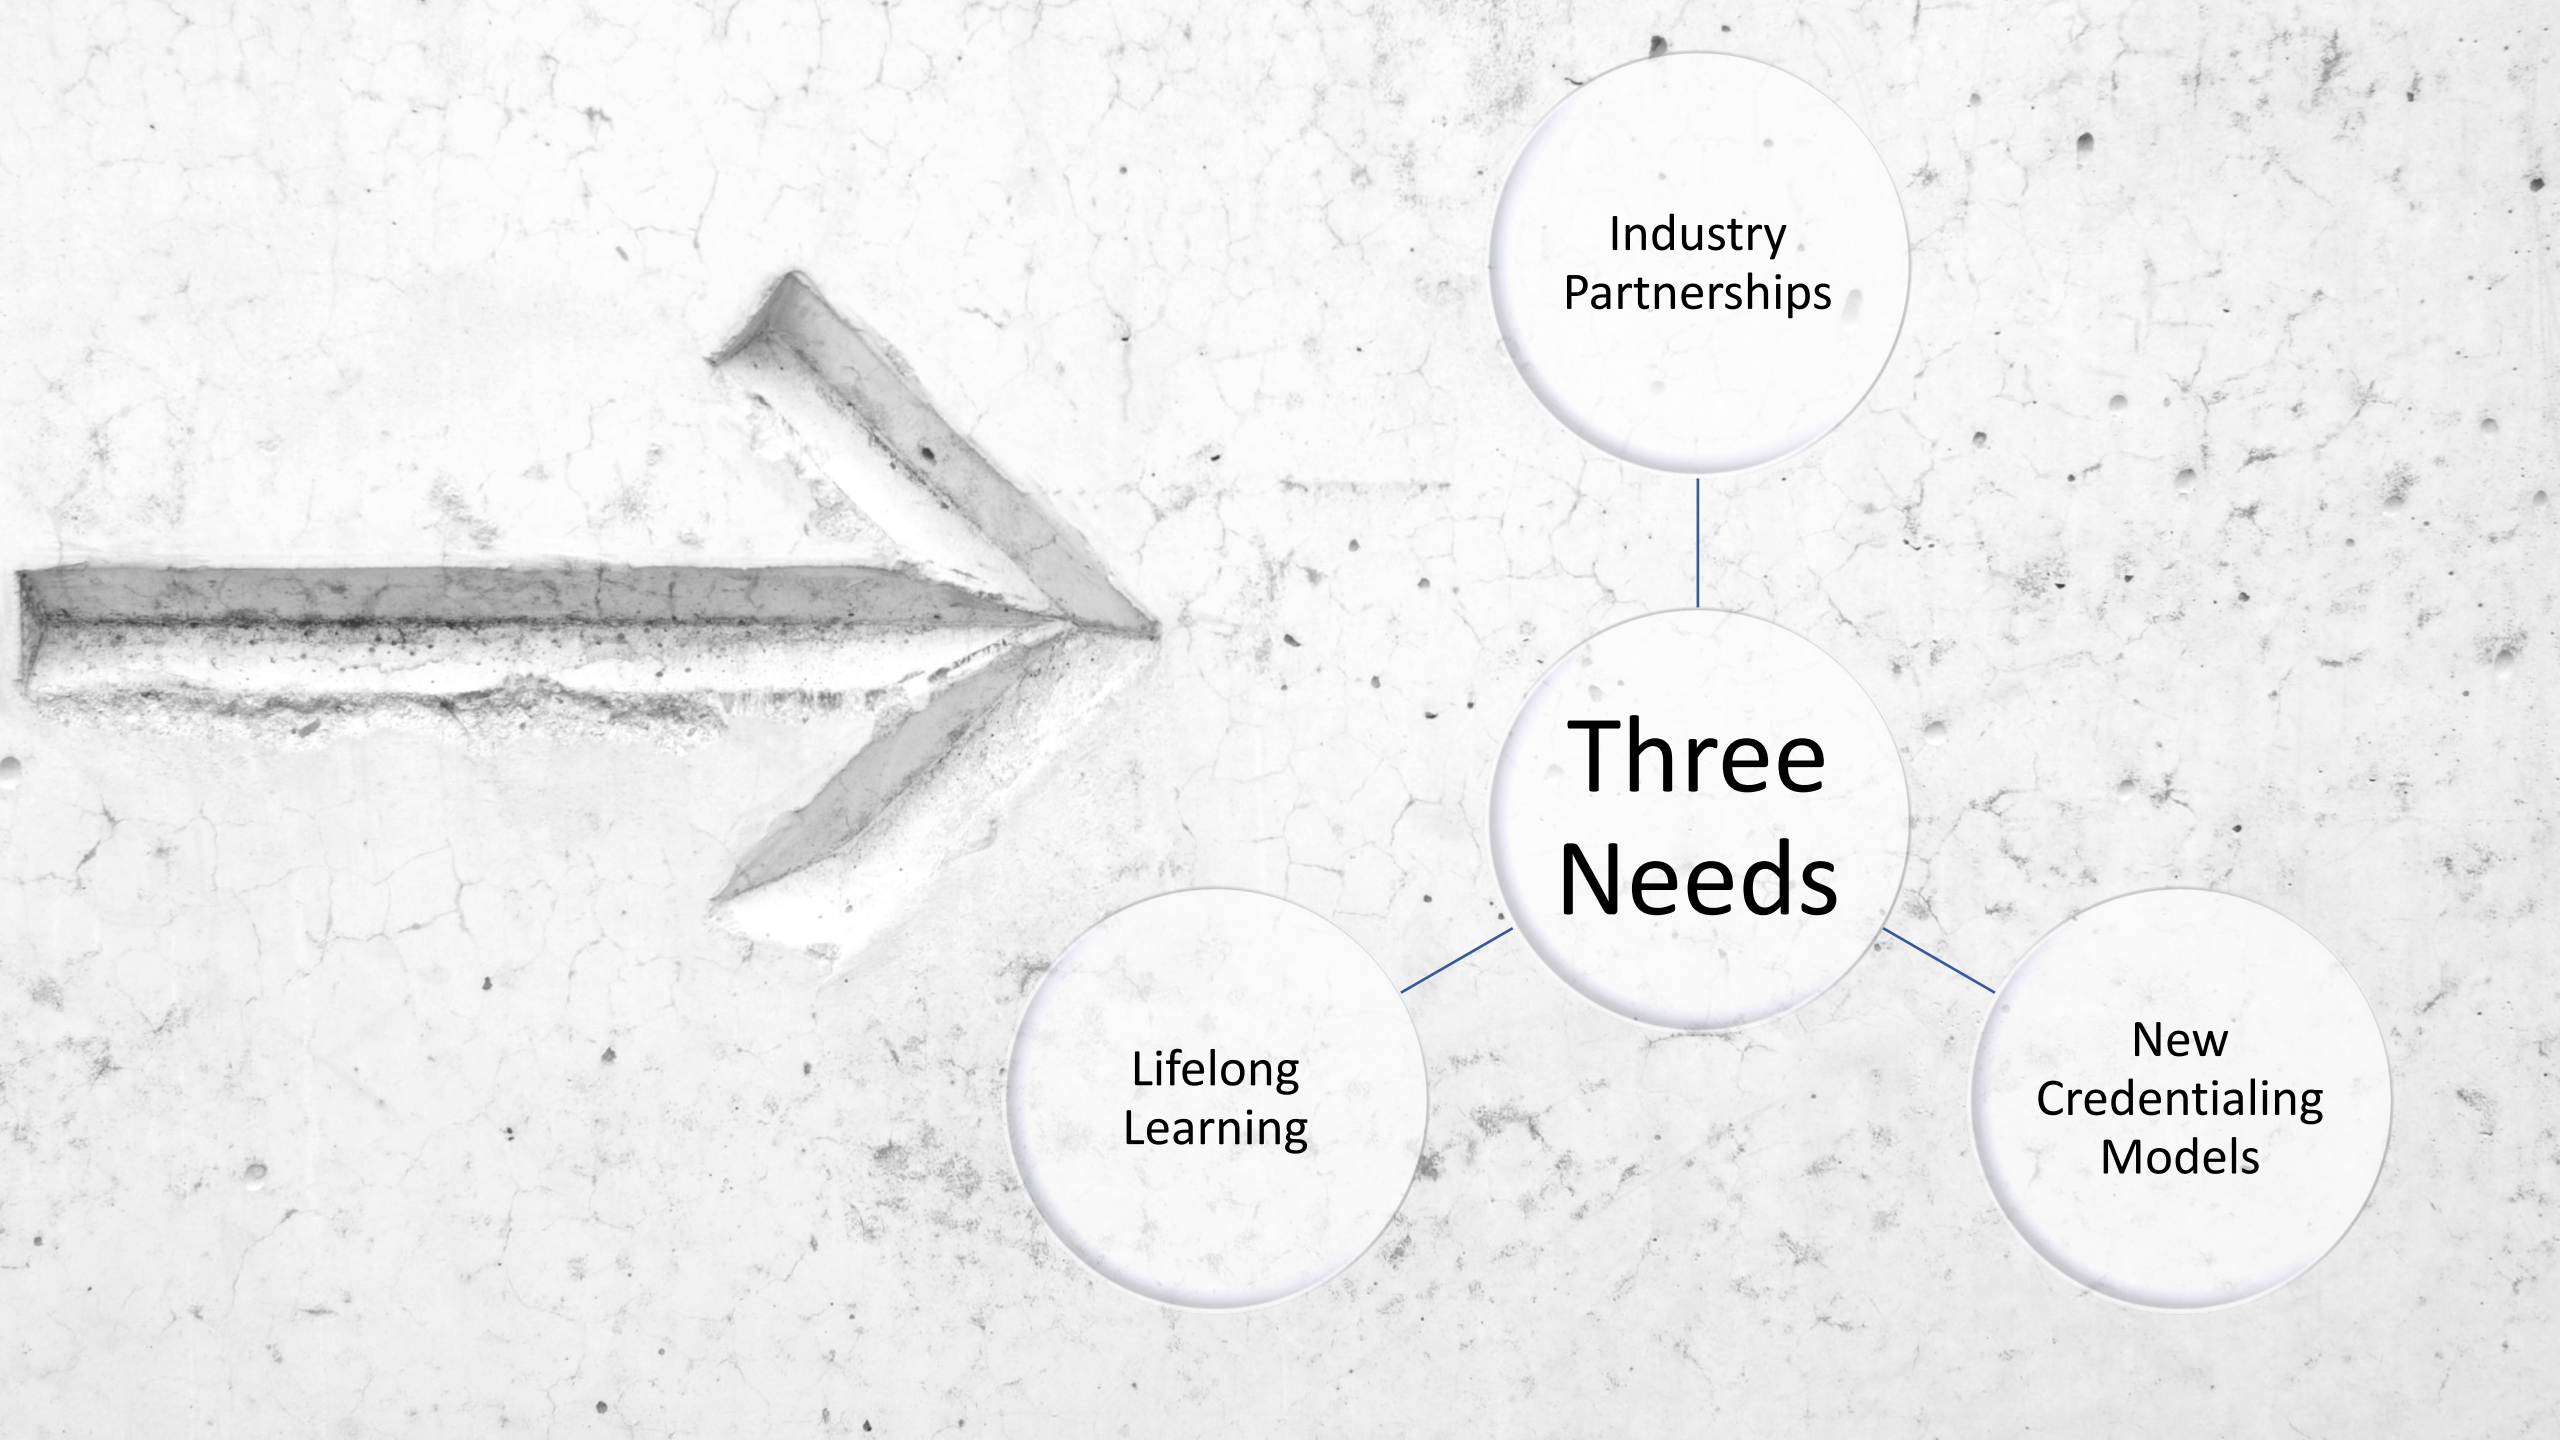 Industry
Partnerships
Three
Needs
Lifelong
Learning
New
Credentialing
Models